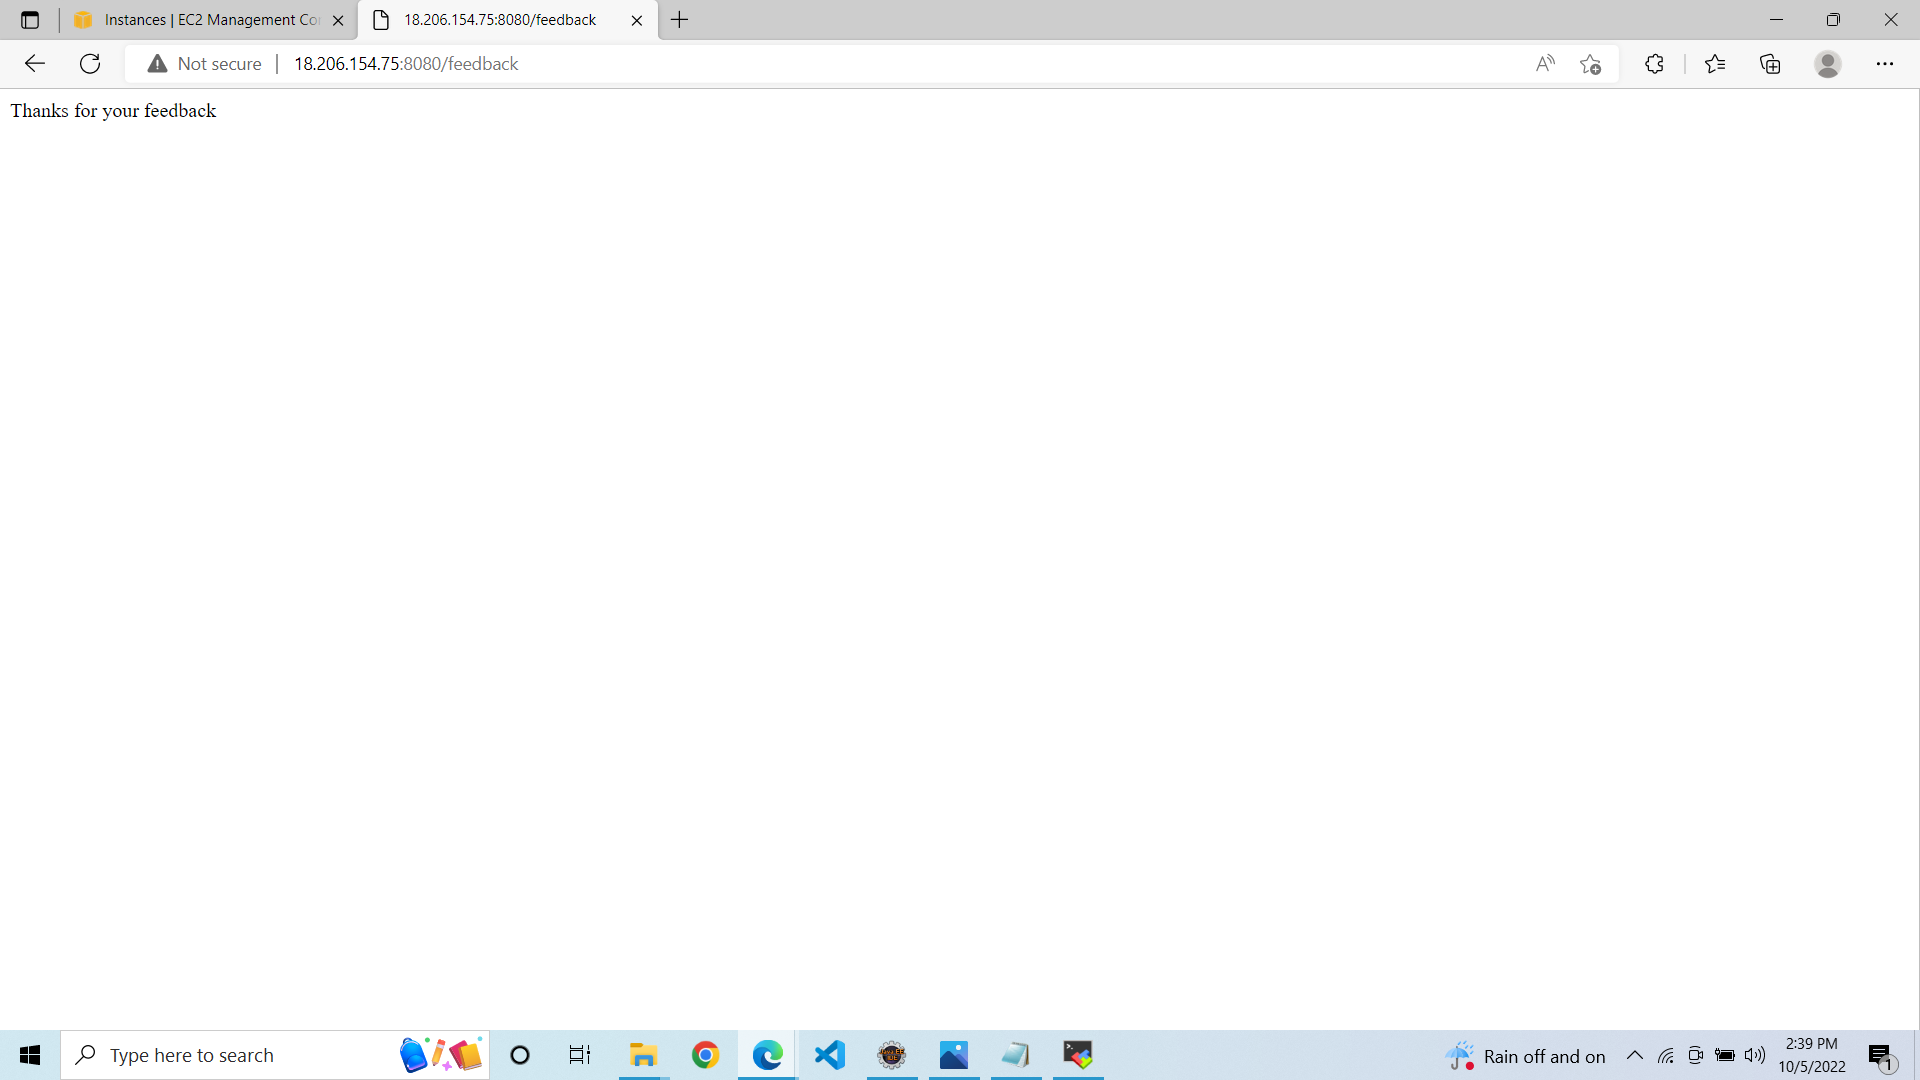 Instances | EC2 Management Co
18.206.154.75:8080/feedback
Not secure
18.206.154.75:8080/feedback
Thanks for your feedback
Type here to search
Rain off and on
2:39 PM
10/5/2022
1